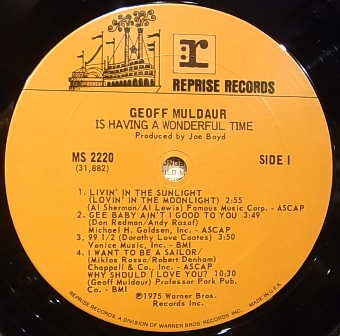 r
REPRISE RECORDS
GEOFF MULDAUR
IS HAVING A WONDERFUL TIME
Produced by Joe Boyd
MS 2220
(31,882)
SIDE 1
1. LIVIN' IN THE SUNLIGHT
(LOVIN' IN THE MOONLIGHT) 2:55
(Al Sherman/Al Lewis) Famous Music Corp. - ASCAP
2. GEE BABY AIN'T I GOOD TO YOU 3:49
(Don Redman/Andy Razaf)
Michael H. Goldsen, Inc. - ASCAP
3. 99 1/2 (Dorothy Love Coates) 3:50
Venice Music, Inc. - BMI
4. I WANT TO BE A SAILOR/
(Miklos Rozsa/Robert Denham)
Chappell & Co., Inc. - ASCAP
WHY SHOULD I LOVE YOU? 10:30
(Geoff Muldaur) Professor Pork Pub.
Co. - BMI
℗1975 Warner Bros.
Records Inc.
REPRISE RECORDS, A DIVISION OF WARNER BROS. RECORDS INC. MADE IN U.S.A.